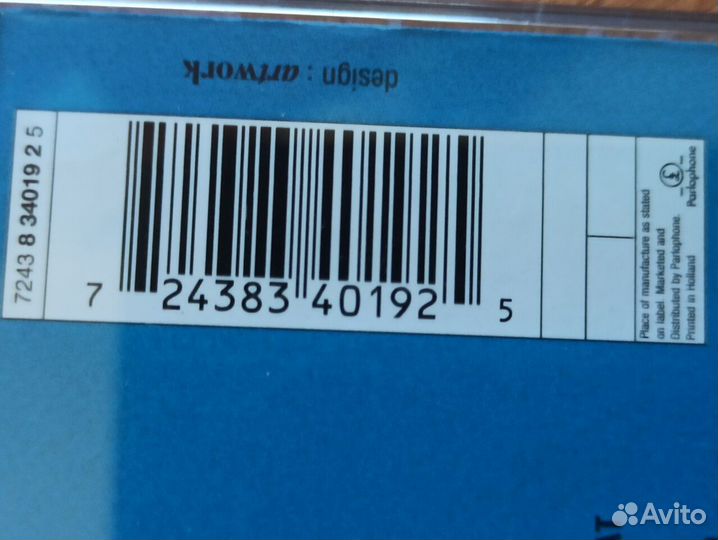 design : artwork
7243 8 34019 2 5
7 24383 40192 5
Place of manufacture as stated
on label. Marketed and
Distributed by Parlophone.
Printed in Holland
£
Parlophone
Avito